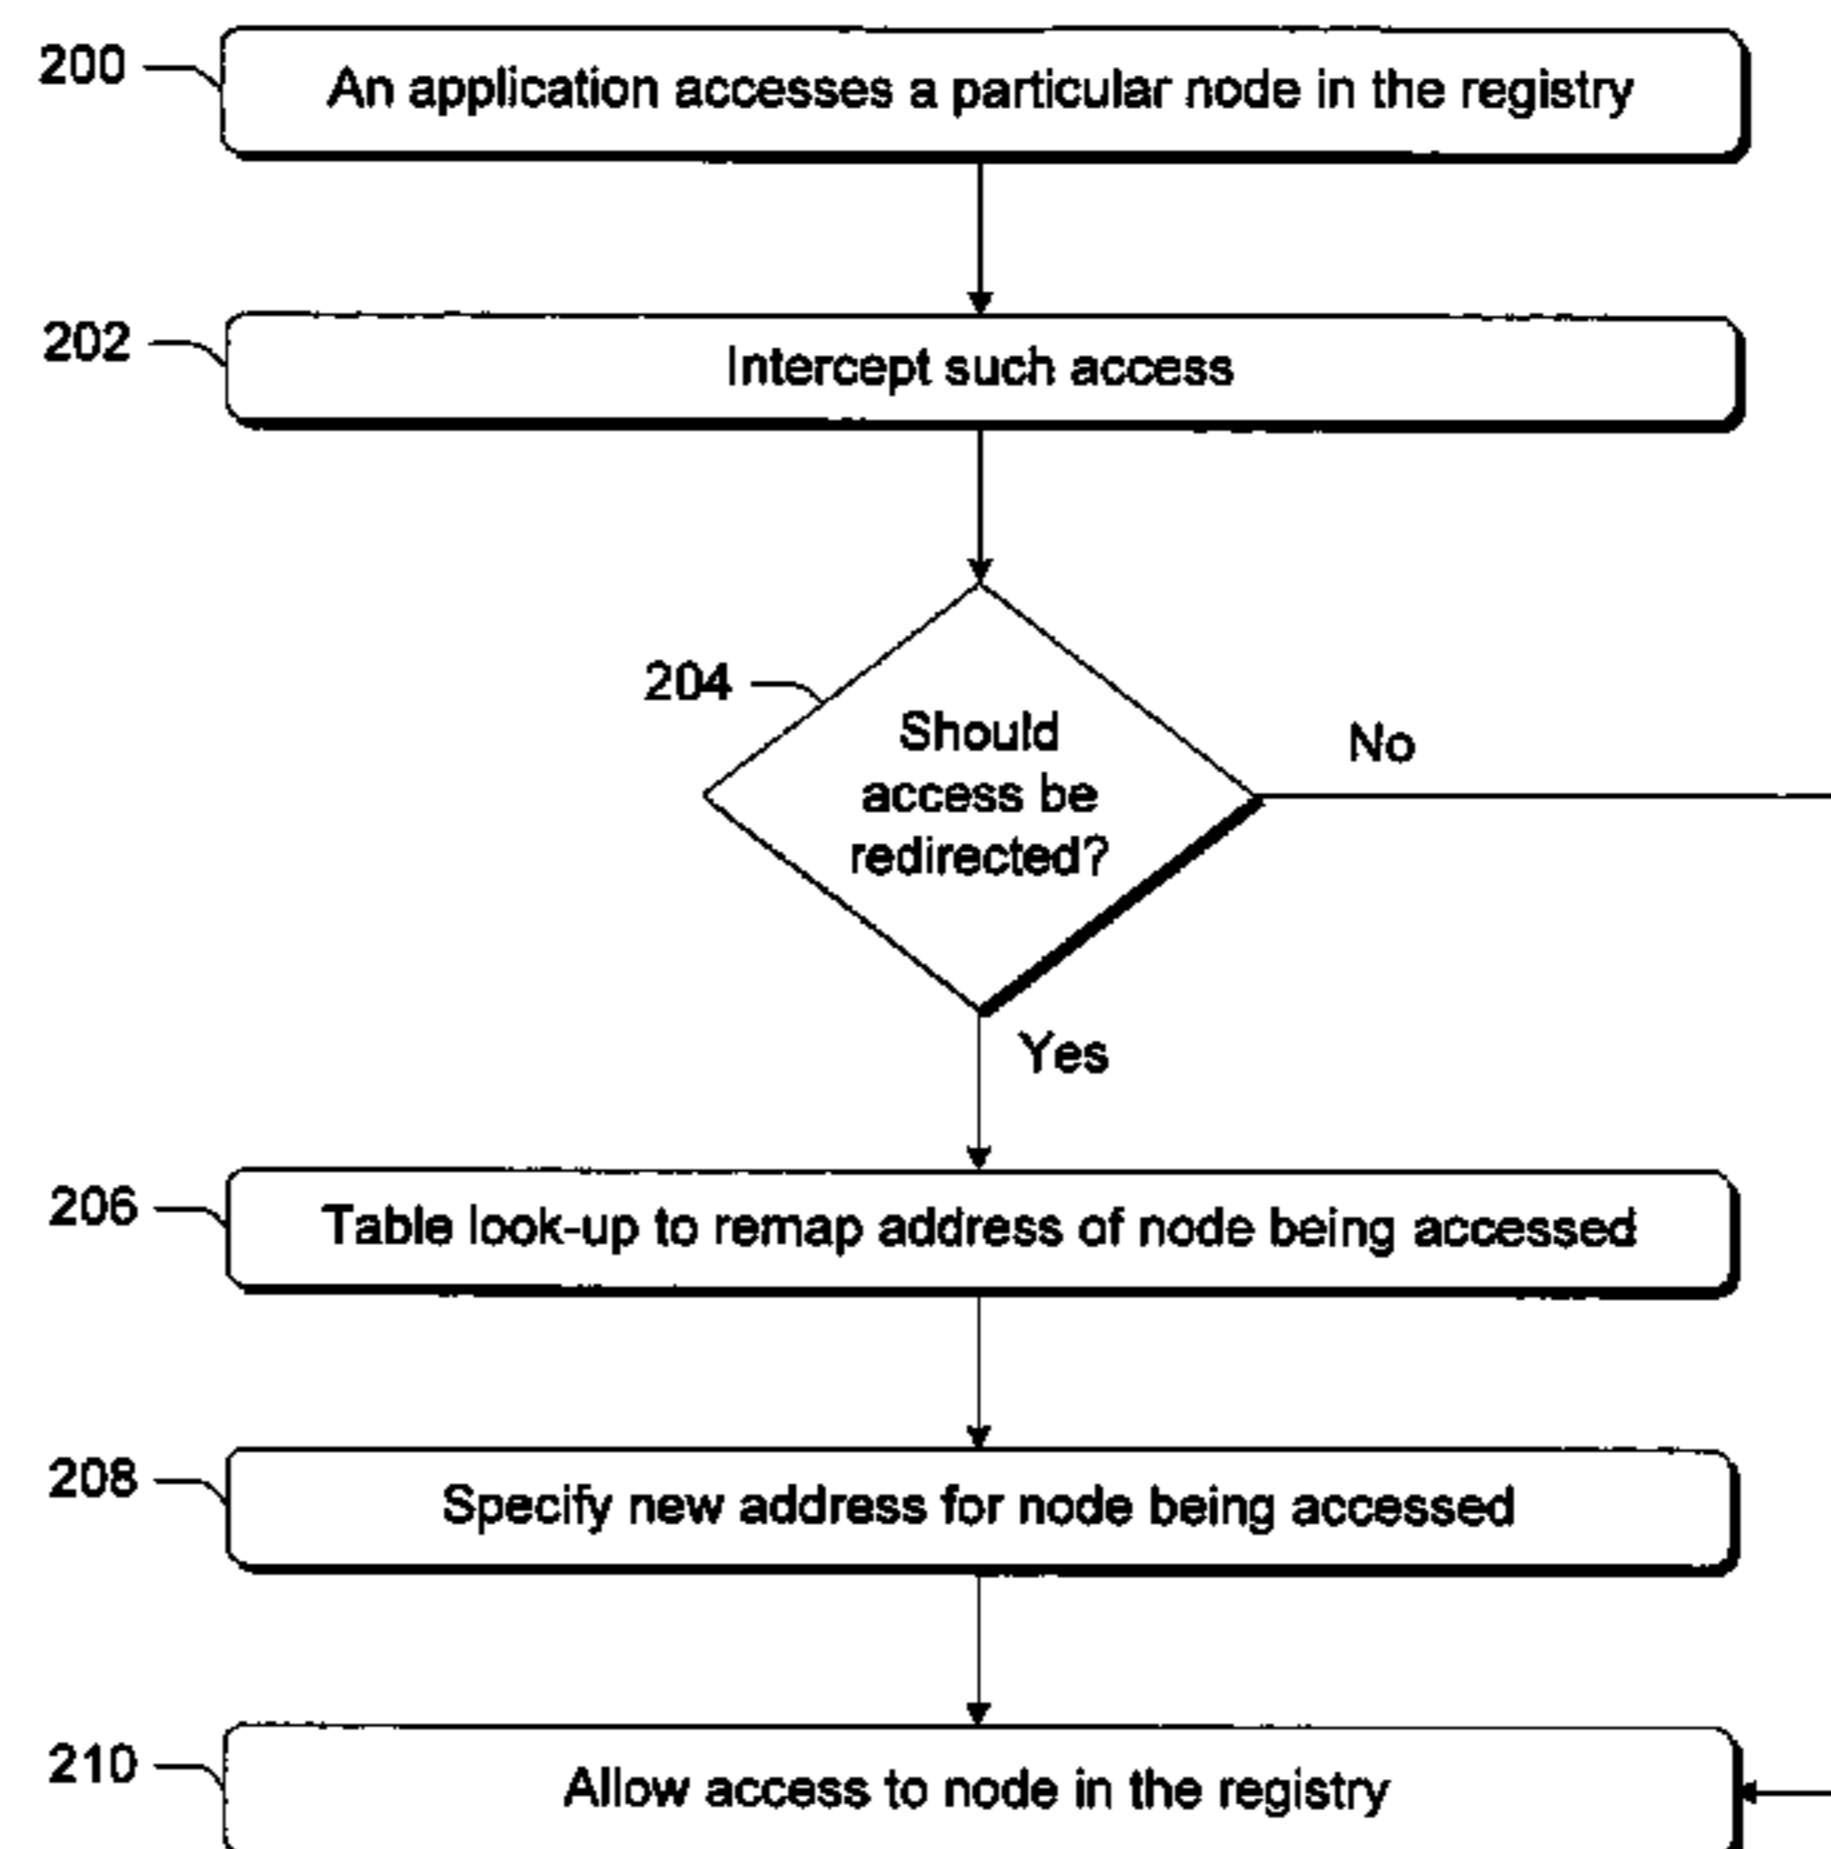 200
An application accesses a particular node in the registry
202
Intercept such access
204
Should
access be
redirected?
No
Yes
206
Table look-up to remap address of node being accessed
208
Specify new address for node being accessed
210
Allow access to node in the registry